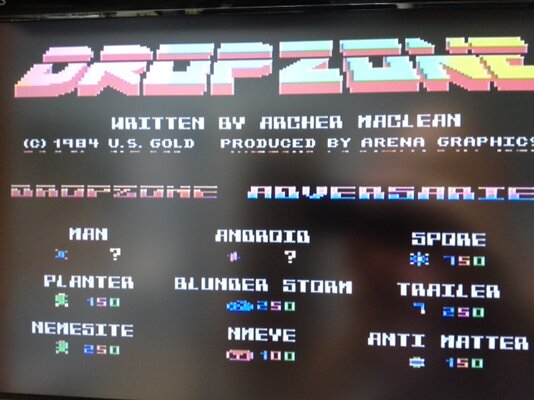 DROPZONE
WRITTEN BY ARCHER MACLEAN
(C) 1984 U.S. GOLD PRODUCED BY ARENA GRAPHICS
DROPZONE ADVERSARIE
MAN ANDROID SPORE
? ? 750
PLANTER BLUNDER STORM TRAILER
150 250 250
NEMESITE NMEYE ANTI MATTER
250 100 150